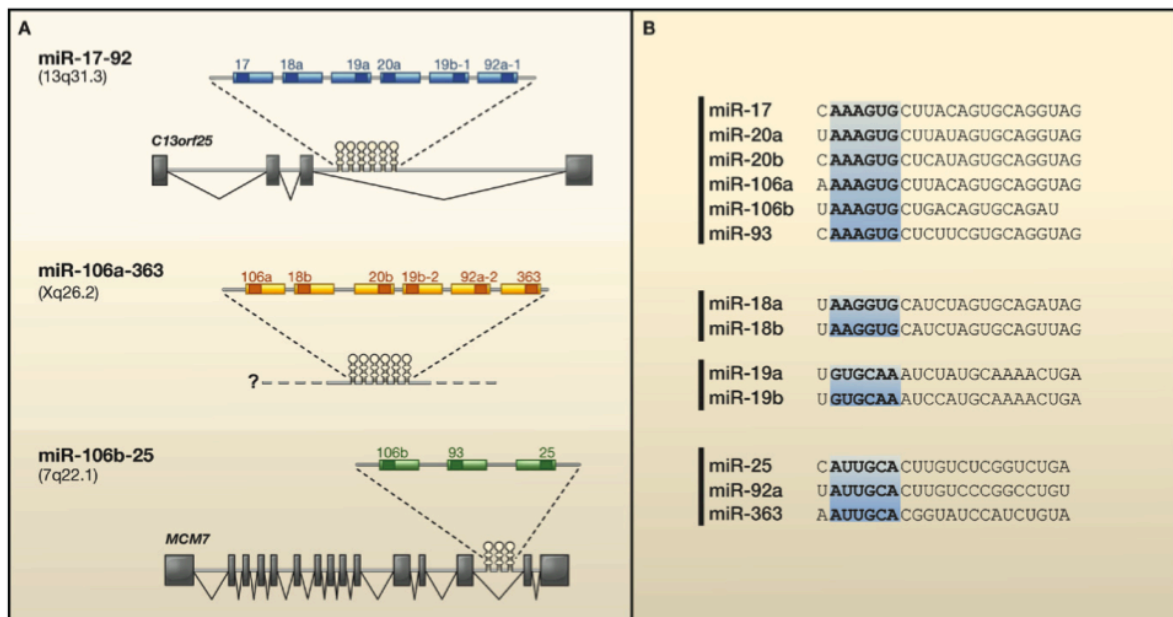 A
miR-17-92
(13q31.3)
17 18a 19a 20a 19b-1 92a-1
C13orf25
miR-106a-363
(Xq26.2)
106a 18b 20b 19b-2 92a-2 363
?
miR-106b-25
(7q22.1)
106b 93 25
MCM7
B
miR-17 CAAAGUGCUUACAGUGCAGGUAG
miR-20a UAAAGUGCUUAUAGUGCAGGUAG
miR-20b CAAAGUGCUCAUAGUGCAGGUAG
miR-106a AAAAGUGCUUACAGUGCAGGUAG
miR-106b UAAAGUGCUGACAGUGCAGAU
miR-93 CAAAGUGCUCUUCGUGCAGGUAG
miR-18a UAAGGUGCAUCUAGUGCAGAUAG
miR-18b UAAGGUGCAUCUAGUGCAGUUAG
miR-19a UGUGCAAAUCUAUGCAAAACUGA
miR-19b UGUGCAAAUCCAUGCAAAACUGA
miR-25 CAUUGCACUUGUCUCGGUCUGA
miR-92a UAUUGCACUUGUCCCGGCCUGU
miR-363 AAUUGCACGGUAUCCAUCUGUA